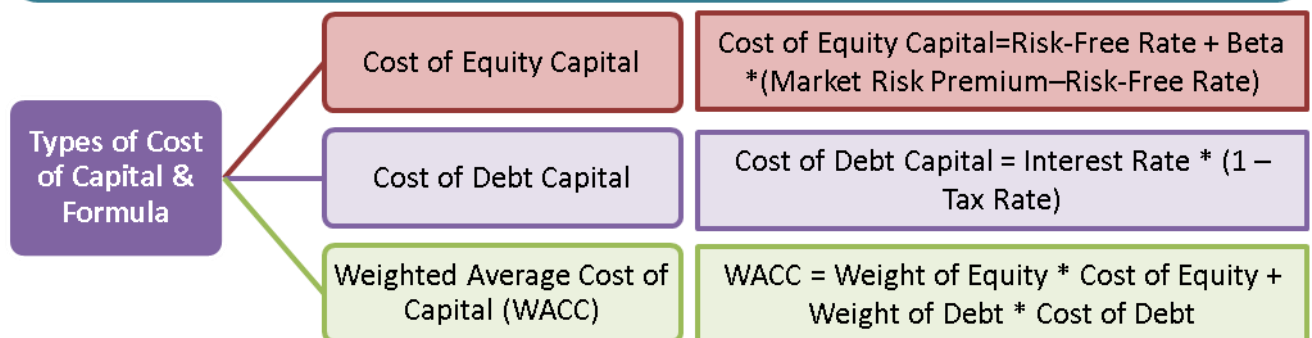 Types of Cost
of Capital &
Formula
Cost of Equity Capital
Cost of Equity Capital=Risk-Free Rate + Beta
*(Market Risk Premium–Risk-Free Rate)
Cost of Debt Capital
Cost of Debt Capital = Interest Rate * (1 –
Tax Rate)
Weighted Average Cost of
Capital (WACC)
WACC = Weight of Equity * Cost of Equity +
Weight of Debt * Cost of Debt